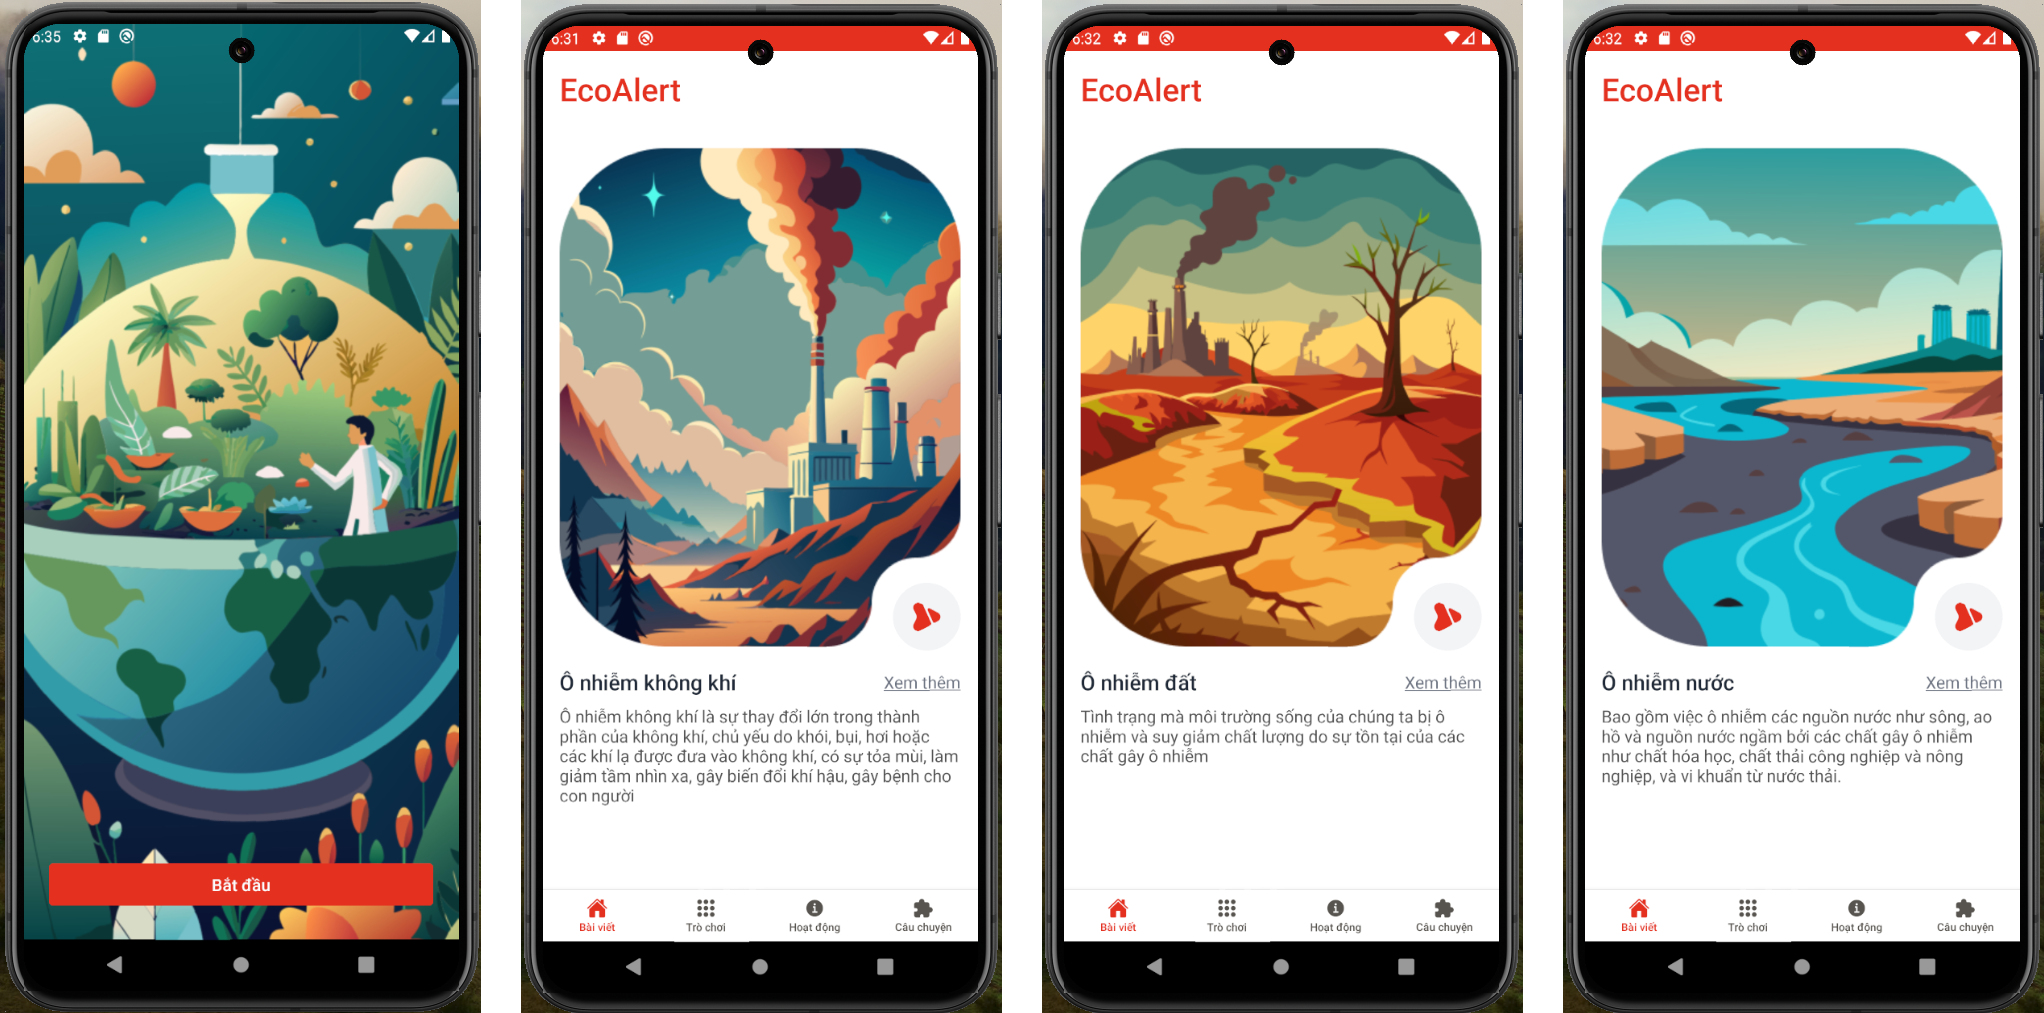 6:35
Bắt đầu
6:31
EcoAlert
Ô nhiễm không khí
Xem thêm
Ô nhiễm không khí là sự thay đổi lớn trong thành
phần của không khí, chủ yếu do khói, bụi, hơi hoặc
các khí lạ được đưa vào không khí, có sự tỏa mùi, làm
giảm tầm nhìn xa, gây biến đổi khí hậu, gây bệnh cho
con người
Bài viết
Trò chơi
Hoạt động
Câu chuyện
6:32
EcoAlert
Ô nhiễm đất
Xem thêm
Tình trạng mà môi trường sống của chúng ta bị ô
nhiễm và suy giảm chất lượng do sự tồn tại của các
chất gây ô nhiễm
Bài viết
Trò chơi
Hoạt động
Câu chuyện
6:32
EcoAlert
Ô nhiễm nước
Xem thêm
Bao gồm việc ô nhiễm các nguồn nước như sông, ao
hồ và nguồn nước ngầm bởi các chất gây ô nhiễm
như chất hóa học, chất thải công nghiệp và nông
nghiệp, và vi khuẩn từ nước thải.
Bài viết
Trò chơi
Hoạt động
Câu chuyện